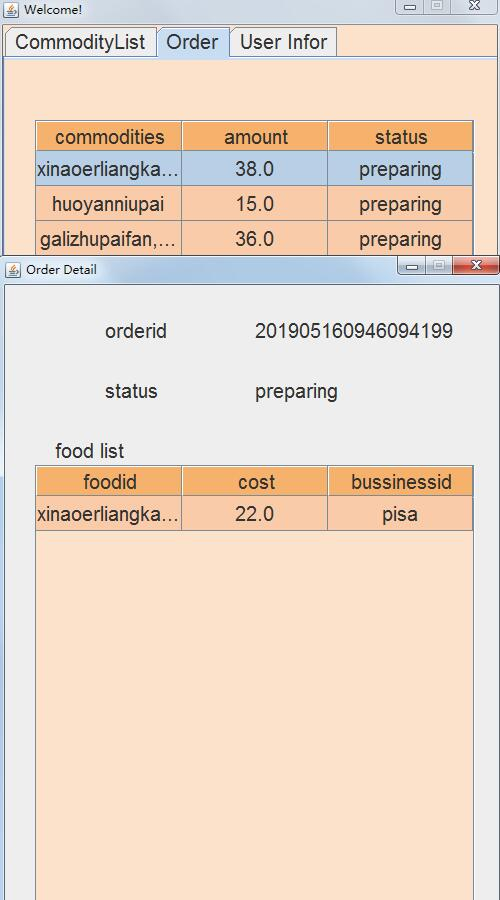 Welcome!
CommodityList Order User Infor
commodities amount status
xinaoerliangka... 38.0 preparing
huoyanniupai 15.0 preparing
galizhupaifan,... 36.0 preparing
Order Detail
orderid 201905160946094199
status preparing
food list
foodid cost bussinessid
xinaoerliangka... 22.0 pisa